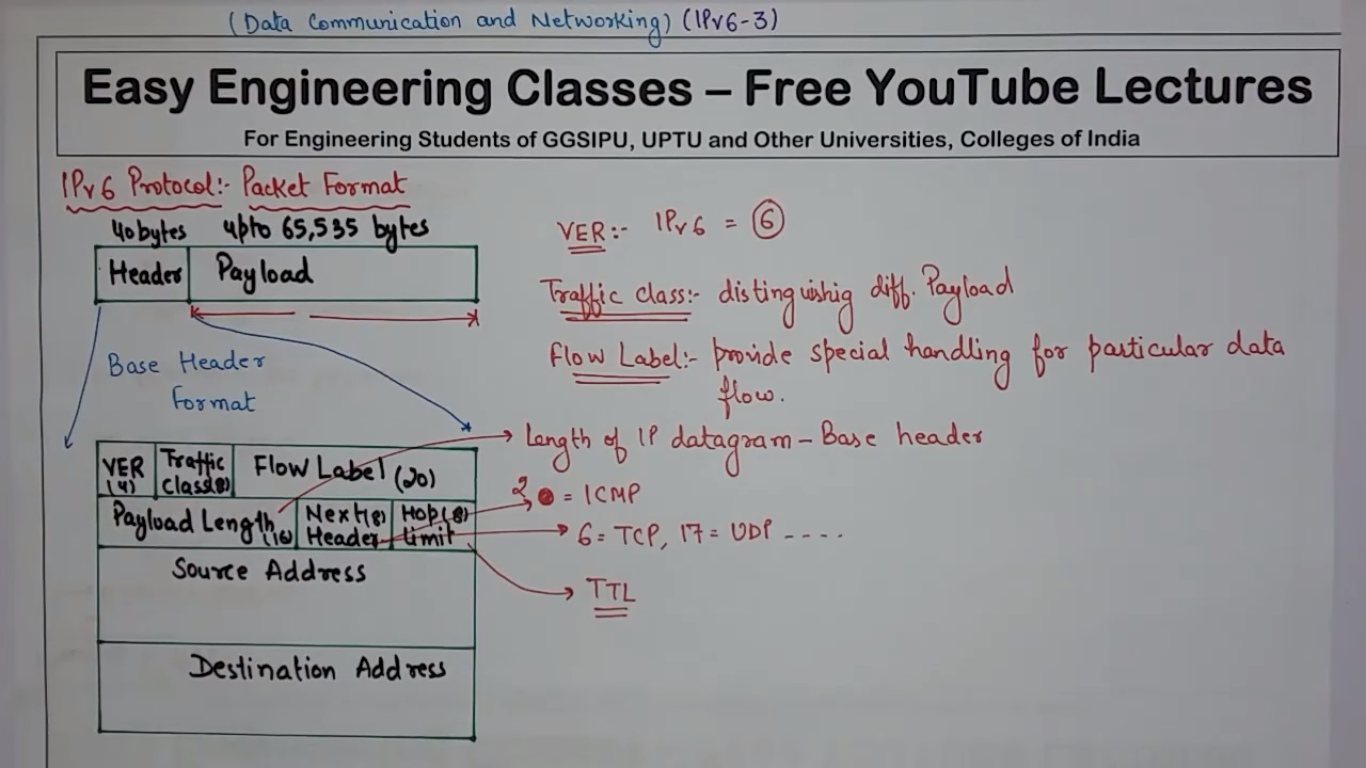 (Data Communication and Networking) (IPv6-3)
Easy Engineering Classes – Free YouTube Lectures
For Engineering Students of GGSIPU, UPTU and Other Universities, Colleges of India
IPv6 Protocol:- Packet Format
40bytes upto 65,535 bytes
Header Payload
Base Header
Format
VER:- IPv6 = 6
Traffic Class:- distinguishig diff. Payload
Flow Label:- provide special handling for particular data
flow.
Length of IP datagram – Base header
2 = ICMP
6 = TCP, 17 = UDP ----
TTL
VER (4) Traffic Class(8) Flow Label (20)
Payload Length (16) Next(8) Header Hop(8) Limit
Source Address
Destination Address